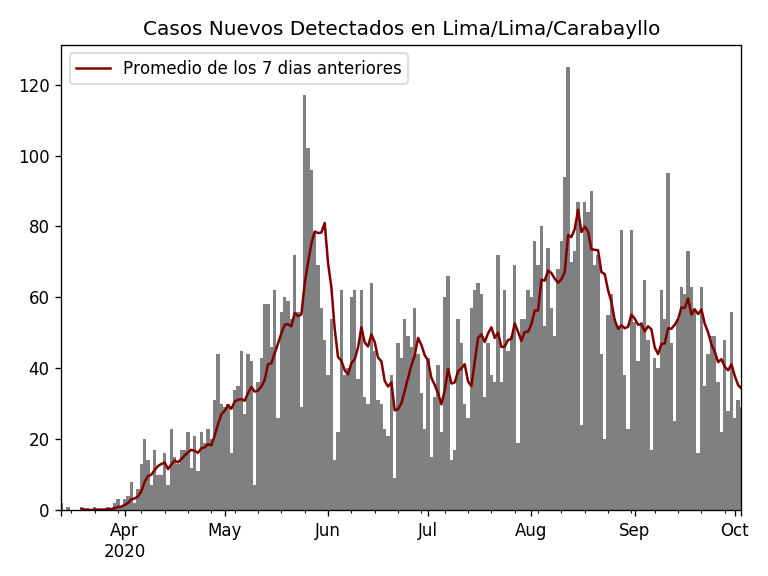 Casos Nuevos Detectados en Lima/Lima/Carabayllo
Promedio de los 7 dias anteriores
120
100
80
60
40
20
0
Apr May Jun Jul Aug Sep Oct
2020